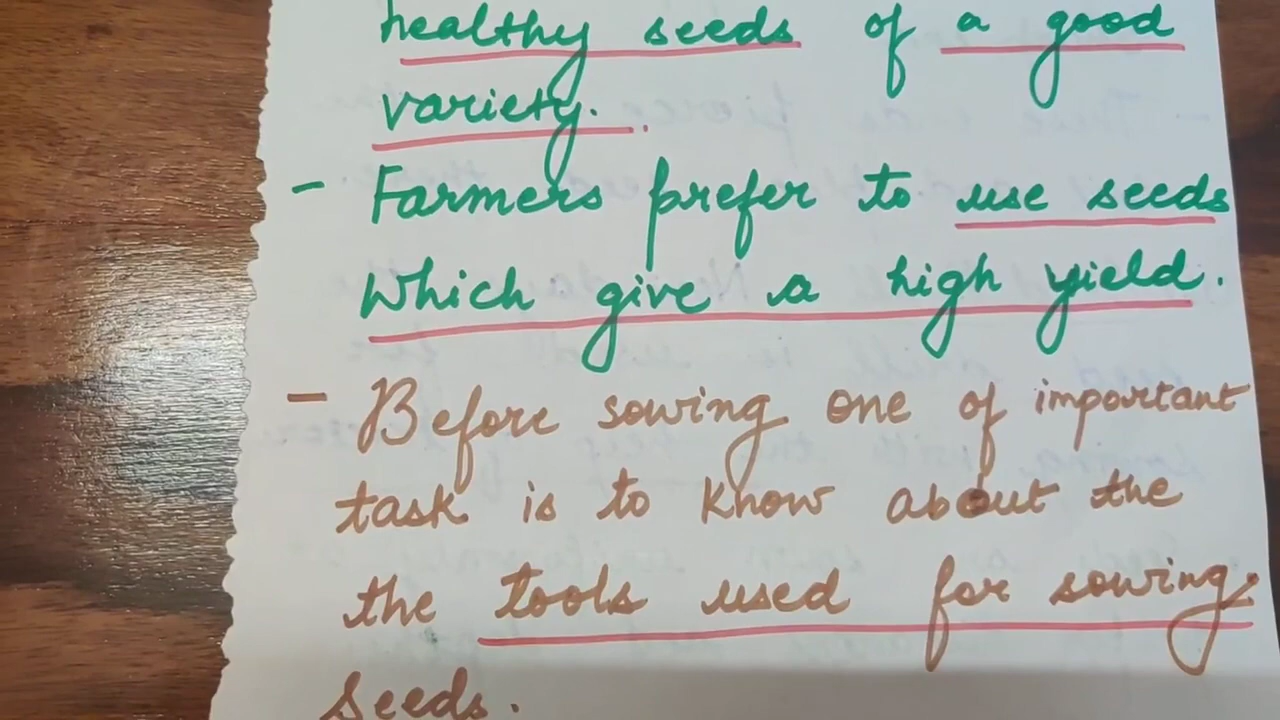 healthy seeds of a good
variety.
- Farmers prefer to use seeds
Which give a high yield.
- Before sowing one of important
task is to know about the
the tools used for sowing
seeds.